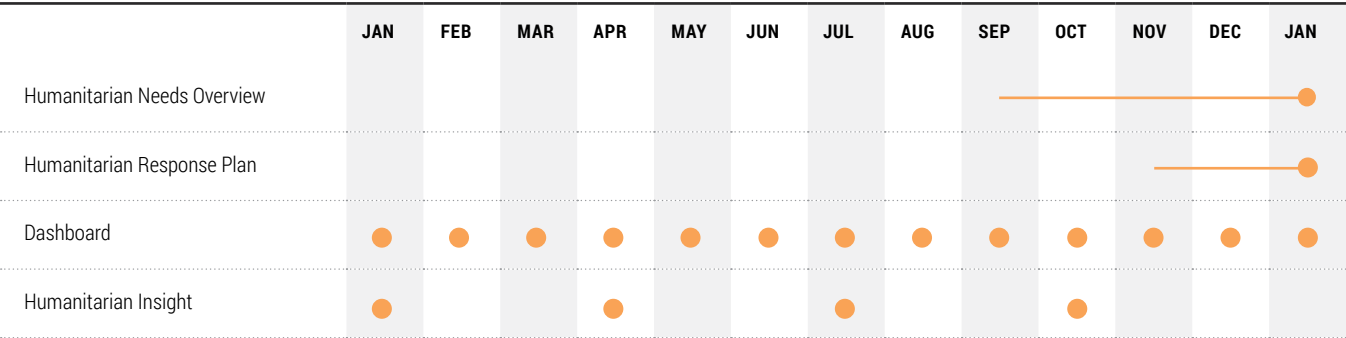 JAN FEB MAR APR MAY JUN JUL AUG SEP OCT NOV DEC JAN
Humanitarian Needs Overview
Humanitarian Response Plan
Dashboard
Humanitarian Insight